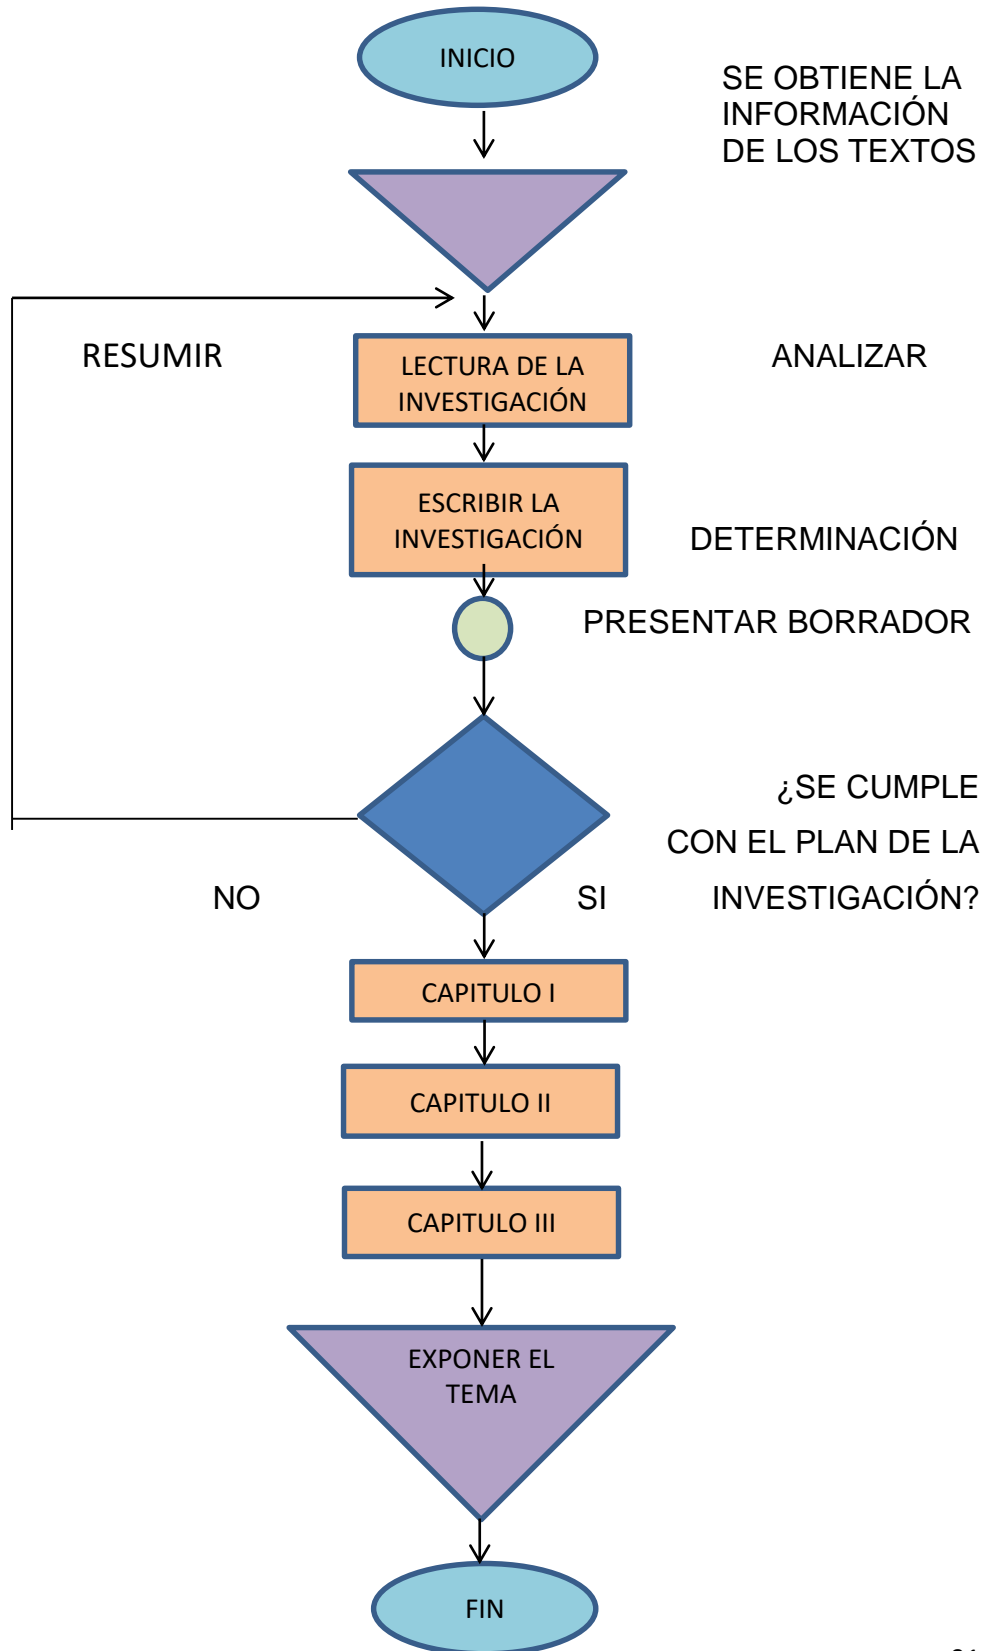 INICIO
SE OBTIENE LA
INFORMACIÓN
DE LOS TEXTOS
RESUMIR
LECTURA DE LA
INVESTIGACIÓN
ANALIZAR
ESCRIBIR LA
INVESTIGACIÓN
DETERMINACIÓN
PRESENTAR BORRADOR
¿SE CUMPLE
CON EL PLAN DE LA
NO
SI
INVESTIGACIÓN?
CAPITULO I
CAPITULO II
CAPITULO III
EXPONER EL
TEMA
FIN